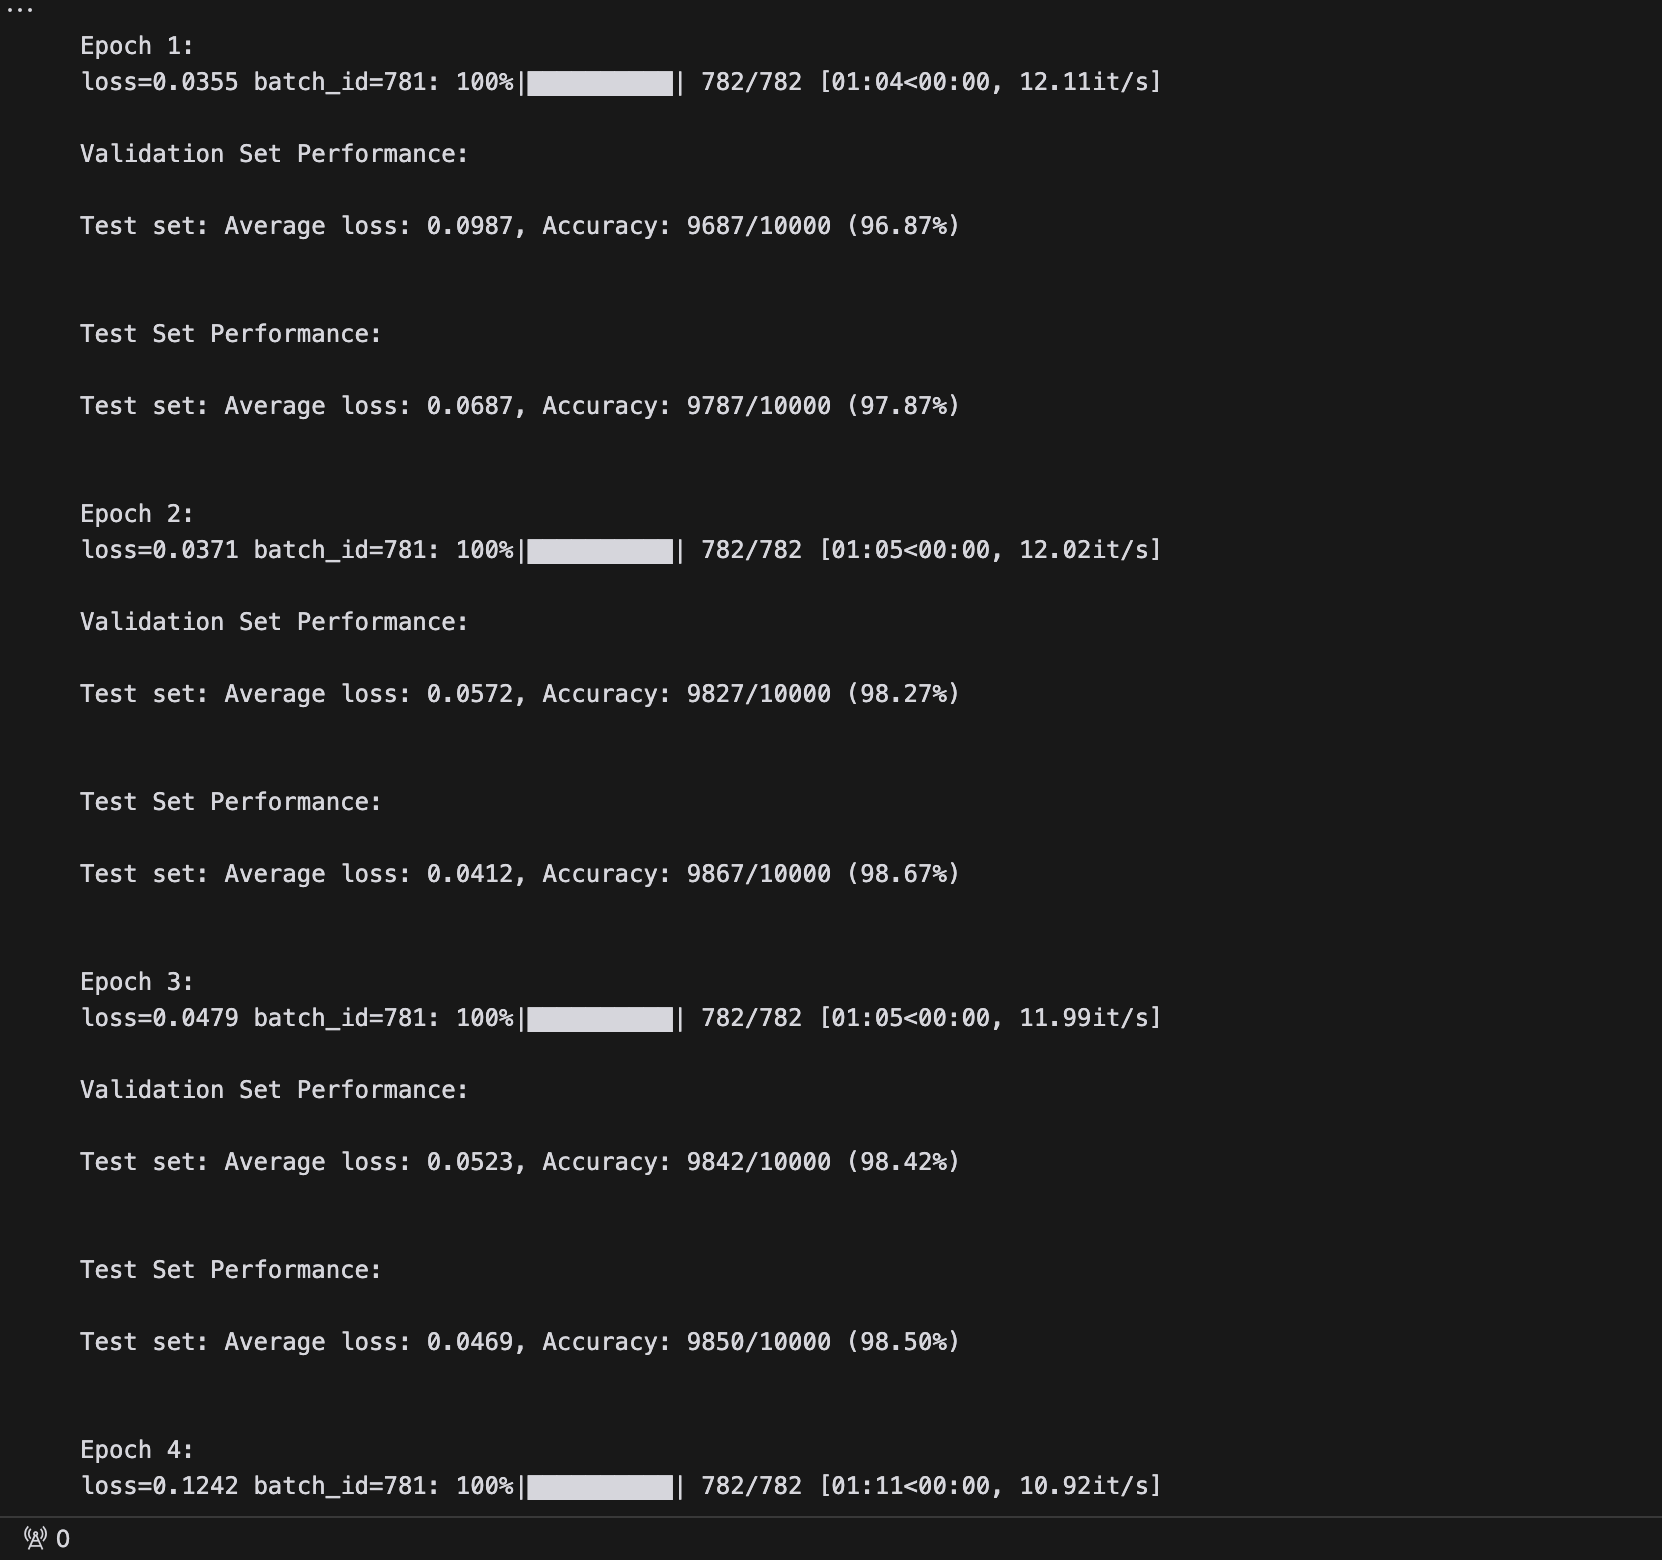 ...
Epoch 1:
loss=0.0355 batch_id=781: 100%|██████████| 782/782 [01:04<00:00, 12.11it/s]
Validation Set Performance:
Test set: Average loss: 0.0987, Accuracy: 9687/10000 (96.87%)
Test Set Performance:
Test set: Average loss: 0.0687, Accuracy: 9787/10000 (97.87%)
Epoch 2:
loss=0.0371 batch_id=781: 100%|██████████| 782/782 [01:05<00:00, 12.02it/s]
Validation Set Performance:
Test set: Average loss: 0.0572, Accuracy: 9827/10000 (98.27%)
Test Set Performance:
Test set: Average loss: 0.0412, Accuracy: 9867/10000 (98.67%)
Epoch 3:
loss=0.0479 batch_id=781: 100%|██████████| 782/782 [01:05<00:00, 11.99it/s]
Validation Set Performance:
Test set: Average loss: 0.0523, Accuracy: 9842/10000 (98.42%)
Test Set Performance:
Test set: Average loss: 0.0469, Accuracy: 9850/10000 (98.50%)
Epoch 4:
loss=0.1242 batch_id=781: 100%|██████████| 782/782 [01:11<00:00, 10.92it/s]
0